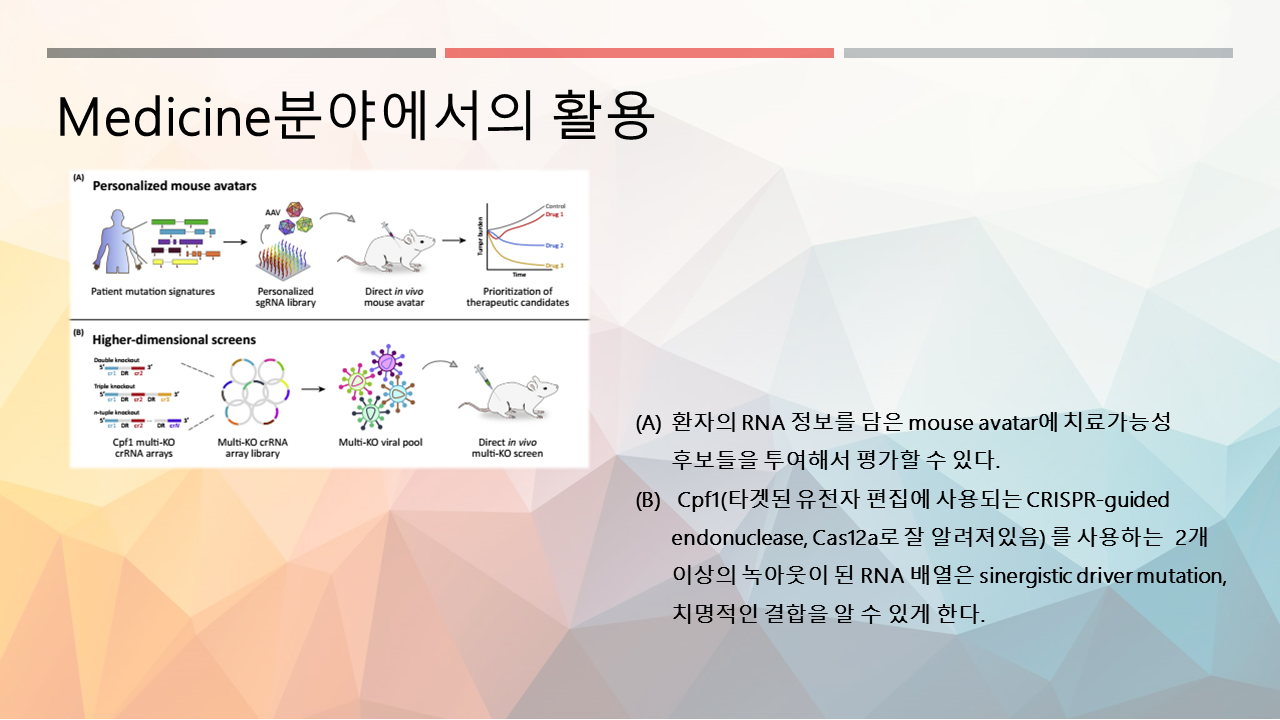 Medicine분야에서의 활용
(A)
Personalized mouse avatars
AAV
Tumor burden
Control
Drug 1
Drug 2
Drug 3
Time
Patient mutation signatures
Personalized
sgRNA library
Direct in vivo
mouse avatar
Prioritization of
therapeutic candidates
(B)
Higher-dimensional screens
Double knockout
5' 3'
cr1 DR cr2
Triple knockout
5' 3'
cr1 DR cr2 DR cr3
n-tuple knockout
5' 3'
cr1 DR cr2 DR crN
Cpf1 multi-KO
crRNA arrays
Multi-KO crRNA
array library
Multi-KO viral pool
Direct in vivo
multi-KO screen
(A) 환자의 RNA 정보를 담은 mouse avatar에 치료가능성
후보들을 투여해서 평가할 수 있다.
(B) Cpf1(타겟된 유전자 편집에 사용되는 CRISPR-guided
endonuclease, Cas12a로 잘 알려져있음) 를 사용하는 2개
이상의 녹아웃이 된 RNA 배열은 sinergistic driver mutation,
치명적인 결합을 알 수 있게 한다.